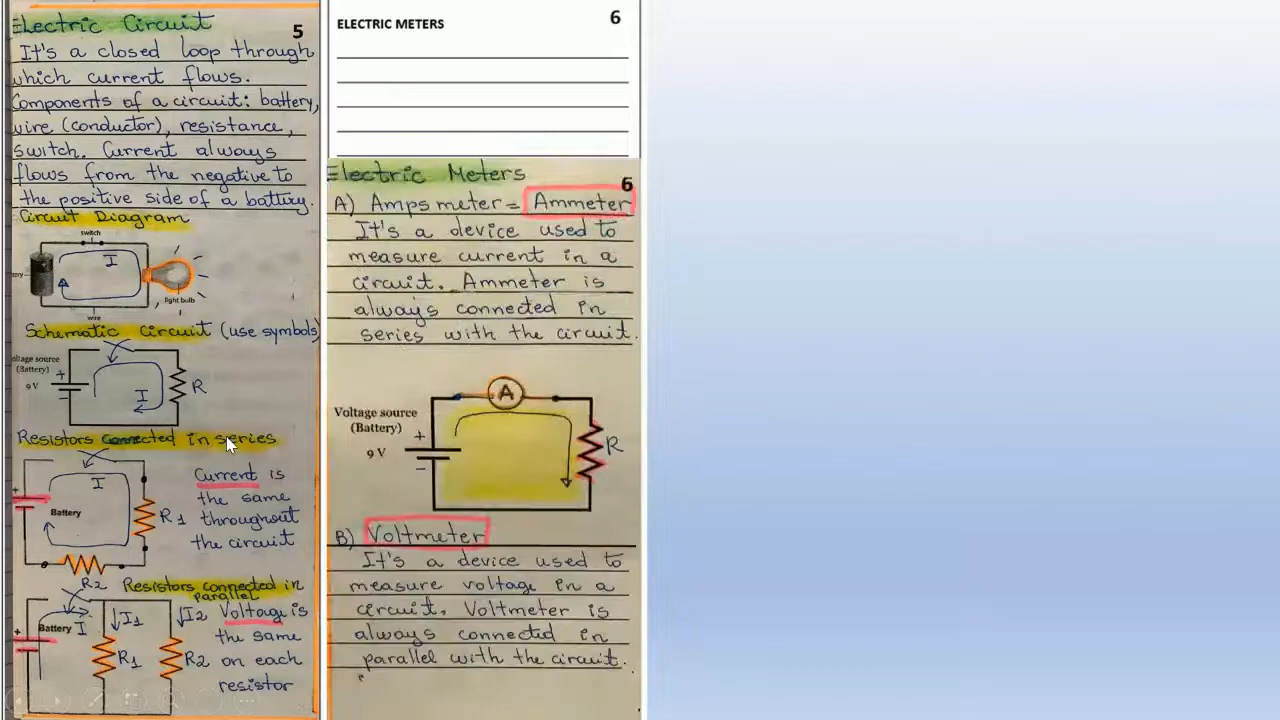 Electric Circuit
5
It's a closed loop through
which current flows.
Components of a circuit: battery,
wire (conductor), resistance,
switch. Current always
flows from the negative to
the positive side of a battery.
Circuit Diagram
switch
I
light bulb
wire
Schematic Circuit (use symbols)
Voltage source
(Battery)
9 V
+
I
R
Resistors Connected in series
I
+
Battery
R1
R2
Current is
the same
throughout
the circuit
Resistors connected in
parallel
+
Battery
I
I1
I2
R1
R2
Voltage is
the same
on each
resistor
ELECTRIC METERS
6
Electric Meters
6
A) Ampsmeter = Ammeter
It's a device used to
measure current in a
circuit. Ammeter is
always connected in
series with the circuit.
A
Voltage source
(Battery)
9 V
+
−
R
B) Voltmeter
It's a device used to
measure voltage in a
circuit. Voltmeter is
always connected in
parallel with the circuit.